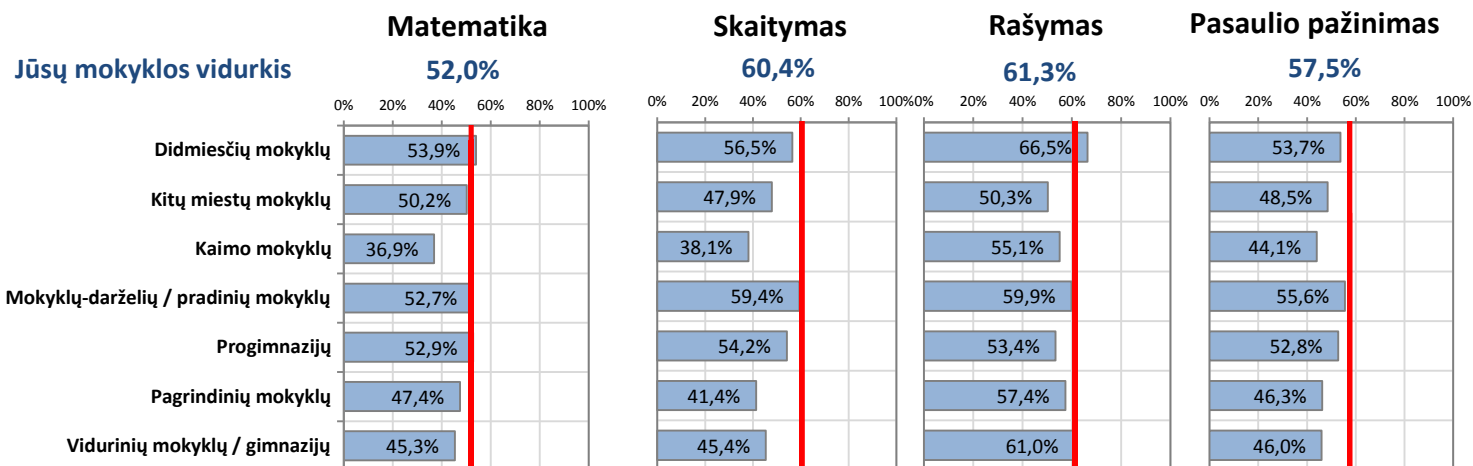 Matematika Skaitymas Rašymas Pasaulio pažinimas
Jūsų mokyklos vidurkis 52,0% 60,4% 61,3% 57,5%
0% 20% 40% 60% 80% 100% 0% 20% 40% 60% 80% 100% 0% 20% 40% 60% 80% 100% 0% 20% 40% 60% 80% 100%
Didmiesčių mokyklų 53,9% 56,5% 66,5% 53,7%
Kitų miestų mokyklų 50,2% 47,9% 50,3% 48,5%
Kaimo mokyklų 36,9% 38,1% 55,1% 44,1%
Mokyklų-darželių / pradinių mokyklų 52,7% 59,4% 59,9% 55,6%
Progimnazijų 52,9% 54,2% 53,4% 52,8%
Pagrindinių mokyklų 47,4% 41,4% 57,4% 46,3%
Vidurinių mokyklų / gimnazijų 45,3% 45,4% 61,0% 46,0%